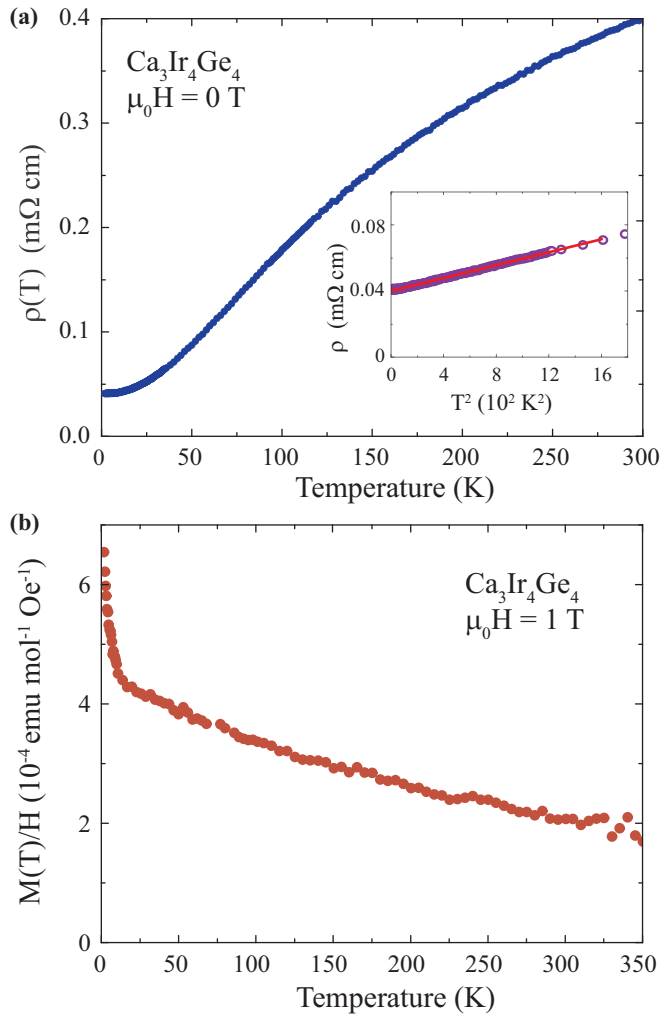 (a)
0.4
Ca₃Ir₄Ge₄
μ₀H = 0 T
0.3
0.2
0.1
0.0
ρ(T) (mΩ cm)
0.08
0.04
0
ρ (mΩ cm)
0 4 8 12 16
T² (10² K²)
0 50 100 150 200 250 300
Temperature (K)
(b)
6
Ca₃Ir₄Ge₄
μ₀H = 1 T
4
2
0
M(T)/H (10⁻⁴ emu mol⁻¹ Oe⁻¹)
0 50 100 150 200 250 300 350
Temperature (K)